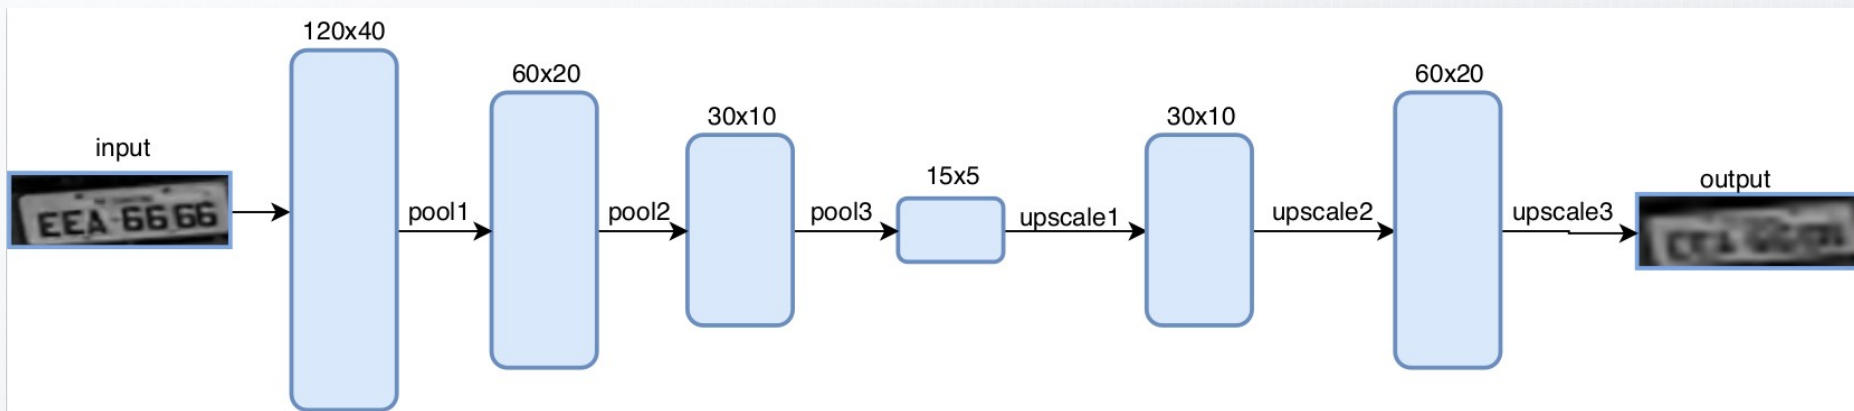 120x40
60x20
60x20
30x10
30x10
input
15x5
output
EEA-6666
pool1
pool2
pool3
upscale1
upscale2
upscale3